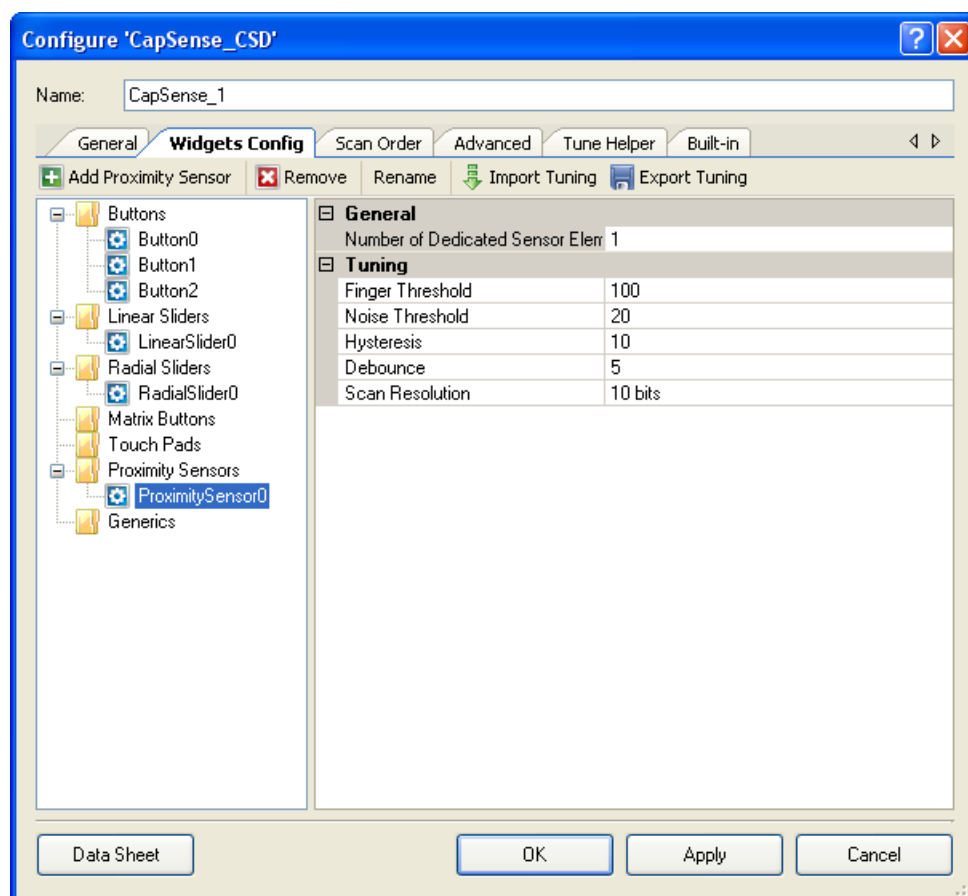 Configure 'CapSense_CSD'
Name: CapSense_1
General Widgets Config Scan Order Advanced Tune Helper Built-in
Add Proximity Sensor Remove Rename Import Tuning Export Tuning
Buttons
Button0
Button1
Button2
Linear Sliders
LinearSlider0
Radial Sliders
RadialSlider0
Matrix Buttons
Touch Pads
Proximity Sensors
ProximitySensor0
Generics
General
Number of Dedicated Sensor Elem 1
Tuning
Finger Threshold 100
Noise Threshold 20
Hysteresis 10
Debounce 5
Scan Resolution 10 bits
Data Sheet OK Apply Cancel